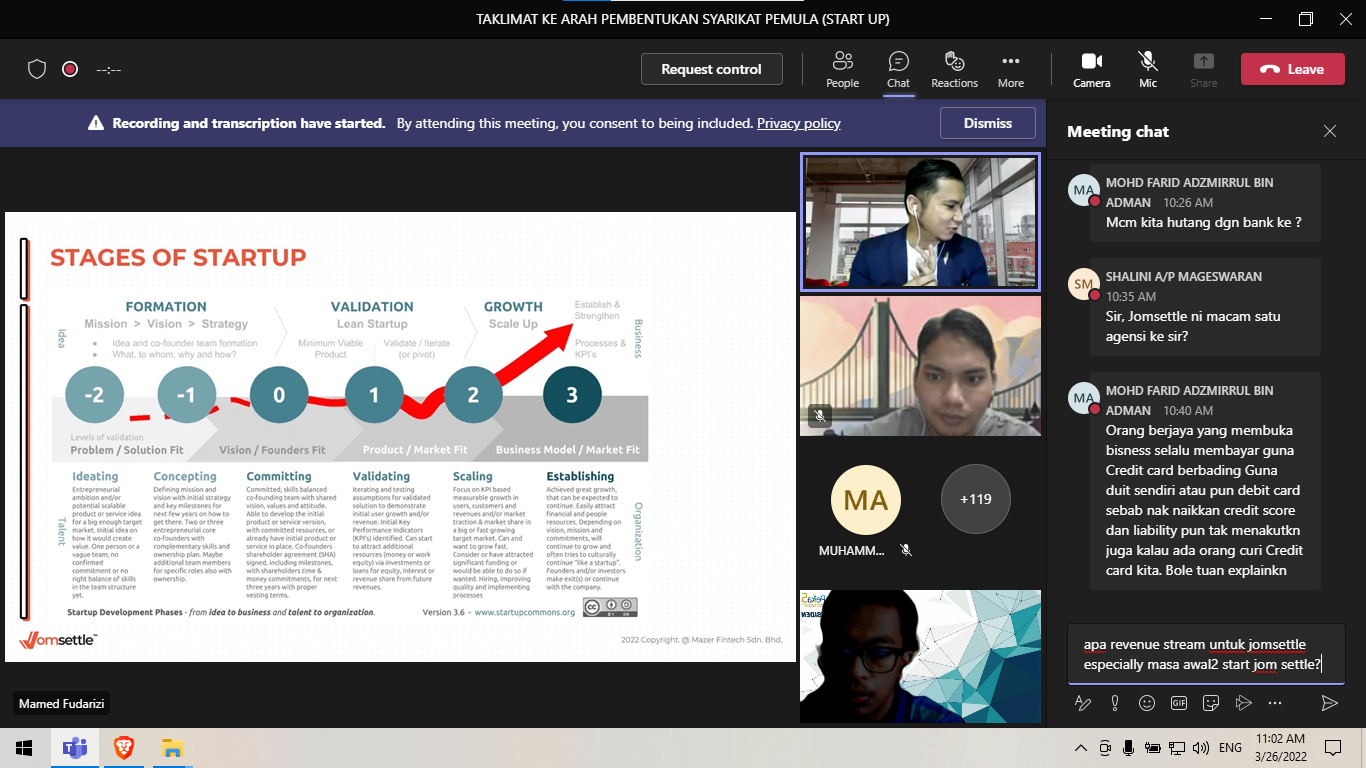 TAKLIMAT KE ARAH PEMBENTUKAN SYARIKAT PEMULA (START UP)
--:--
Request control
People
Chat
Reactions
More
Camera
Mic
Share
Leave
Recording and transcription have started. By attending this meeting, you consent to being included. Privacy policy
Dismiss
STAGES OF STARTUP
FORMATION
Mission > Vision > Strategy
• Idea and co-founder team formation
• What, to whom, why and how?
VALIDATION
Lean Startup
Minimum Viable
Product
Validate / Iterate
(or pivot)
GROWTH
Scale Up
Establish &
Strengthen
Processes &
KPI's
Idea
Business
-2
-1
0
1
2
3
Levels of validation
Problem / Solution Fit
Vision / Founders Fit
Product / Market Fit
Business Model / Market Fit
Talent
Organization
Ideating
Entrepreneurial
ambition and/or
potential scalable
product or service idea
for a big enough target
market. Initial idea on
how it would create
value. One person or a
vague team; no
confirmed
commitment or no
right balance of skills
in the team structure
yet.
Concepting
Defining mission and
vision with initial strategy
and key milestones for
next few years on how to
get there. Two or three
entrepreneurial core
co-founders with
complementary skills and
ownership plan. Maybe
additional team members
for specific roles also with
ownership.
Committing
Committed, skills balanced
co-founding team with shared
vision, values and attitude.
Able to develop the initial
product or service version,
with committed resources, or
already have initial product or
service in place. Co-founders
shareholder agreement (SHA)
signed, including milestones,
with shareholders time &
money commitments, for next
three years with proper
vesting terms.
Validating
Iterating and testing
assumptions for validated
solution to demonstrate
initial user growth and/or
revenue. Initial Key
Performance Indicators
(KPI's) identified. Can start
to attract additional
resources (money or work
equity) via investments or
loans for equity, interest or
revenue share from future
revenues.
Scaling
Focus on KPI based
measurable growth in
users, customers and
revenues and/or market
traction & market share in
a big or fast growing
target market. Can and
want to grow fast.
Consider or have attracted
significant funding or
would be able to do so if
wanted. Hiring, improving
quality and implementing
processes
Establishing
Achieved great growth,
that can be expected to
continue. Easily attract
financial and people
resources. Depending on
vision, mission and
commitments, will
continue to grow and
often tries to culturally
continue "like a startup".
Founders and/or investors
make exit(s) or continue
with the company.
Startup Development Phases - from idea to business and talent to organization.
Version 3.6 - www.startupcommons.org
BY SA
Jomsettle™
2022 Copyright. @ Mazer Fintech Sdn. Bhd.
Mamed Fudarizi
MA
MUHAMM...
+119
Meeting chat
MA
MOHD FARID ADZMIRRUL BIN
ADMAN 10:26 AM
Mcm kita hutang dgn bank ke ?
SM
SHALINI A/P MAGESWARAN
10:35 AM
Sir, Jomsettle ni macam satu
agensi ke sir?
MA
MOHD FARID ADZMIRRUL BIN
ADMAN 10:40 AM
Orang berjaya yang membuka
bisness selalu membayar guna
Credit card berbading Guna
duit sendiri atau pun debit card
sebab nak naikkan credit score
dan liability pun tak menakutkn
juga kalau ada orang curi Credit
card kita. Bole tuan explainkn
apa revenue stream untuk jomsettle
especially masa awal2 start jom settle?
GIF
ENG
11:02 AM
3/26/2022